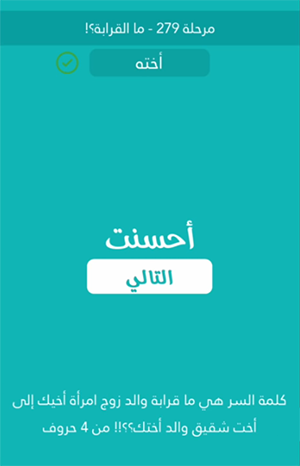 مرحلة 279 - ما القرابة؟!
أخته
أحسنت
التالي
كلمة السر هي ما قرابة والد زوج امرأة أخيك إلى
أخت شقيق والد أختك؟؟!! من 4 حروف